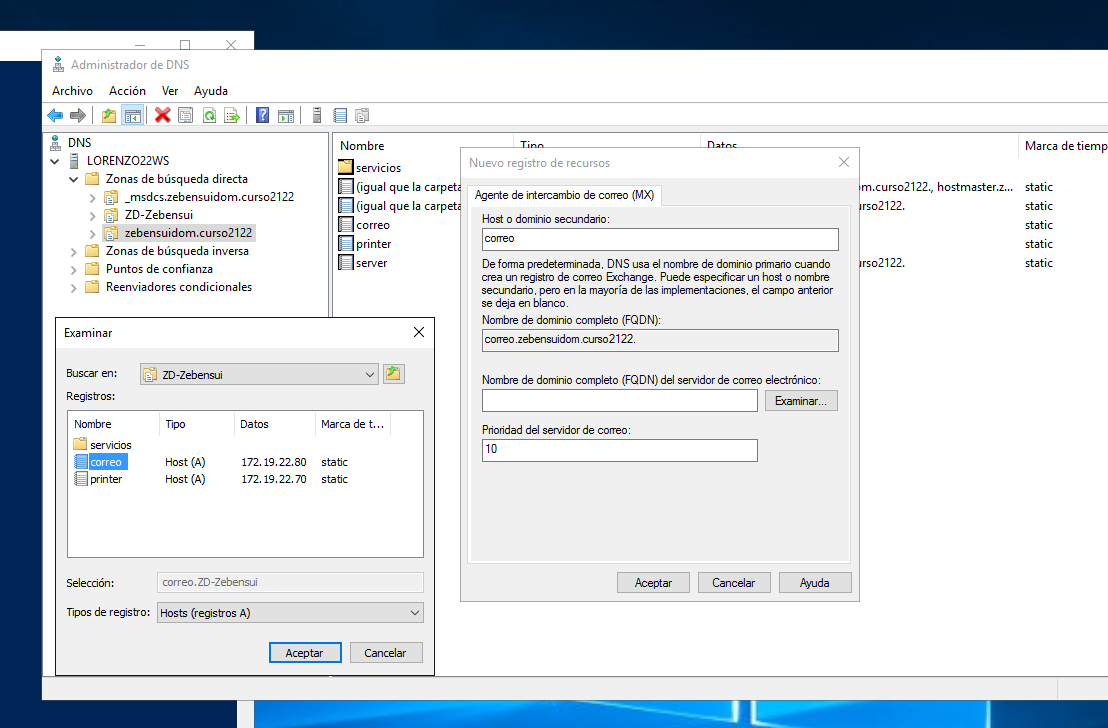 Administrador de DNS
Archivo Acción Ver Ayuda
DNS
LORENZO22WS
Zonas de búsqueda directa
_msdcs.zebensuidom.curso2122
ZD-Zebensui
zebensuidom.curso2122
Zonas de búsqueda inversa
Puntos de confianza
Reenviadores condicionales
Nombre Tipo Datos Marca de tiemp
servicios
(igual que la carpeta m.curso2122., hostmaster.z... static
(igual que la carpeta rso2122. static
correo static
printer static
server rso2122. static
Nuevo registro de recursos
Agente de intercambio de correo (MX)
Host o dominio secundario:
correo
De forma predeterminada, DNS usa el nombre de dominio primario cuando
crea un registro de correo Exchange. Puede especificar un host o nombre
secundario, pero en la mayoría de las implementaciones, el campo anterior
se deja en blanco.
Nombre de dominio completo (FQDN):
correo.zebensuidom.curso2122.
Nombre de dominio completo (FQDN) del servidor de correo electrónico:
Examinar...
Prioridad del servidor de correo:
10
Aceptar Cancelar Ayuda
Examinar
Buscar en: ZD-Zebensui
Registros:
Nombre Tipo Datos Marca de t...
servicios
correo Host (A) 172.19.22.80 static
printer Host (A) 172.19.22.70 static
Selección: correo.ZD-Zebensui
Tipos de registro: Hosts (registros A)
Aceptar Cancelar